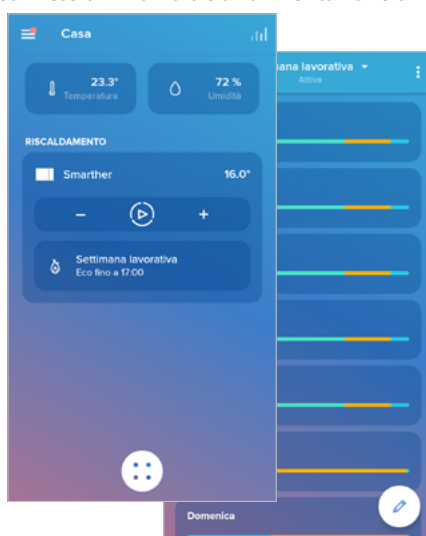 Casa
23.3°
Temperatura
72 %
Umidità
RISCALDAMENTO
Smarther
16.0°
Settimana lavorativa
Eco fino a 17:00
lavorativa
Attiva
Domenica